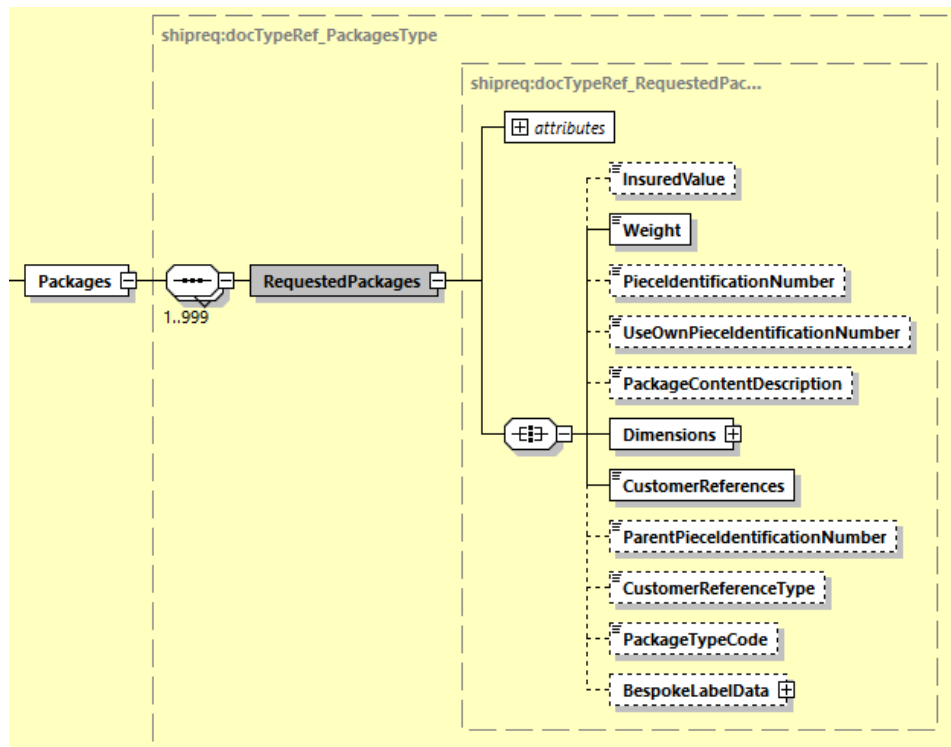 shipreq:docTypeRef_PackagesType
shipreq:docTypeRef_RequestedPac...
attributes
InsuredValue
Weight
PieceIdentificationNumber
Packages
RequestedPackages
1..999
UseOwnPieceIdentificationNumber
PackageContentDescription
Dimensions
CustomerReferences
ParentPieceIdentificationNumber
CustomerReferenceType
PackageTypeCode
BespokeLabelData